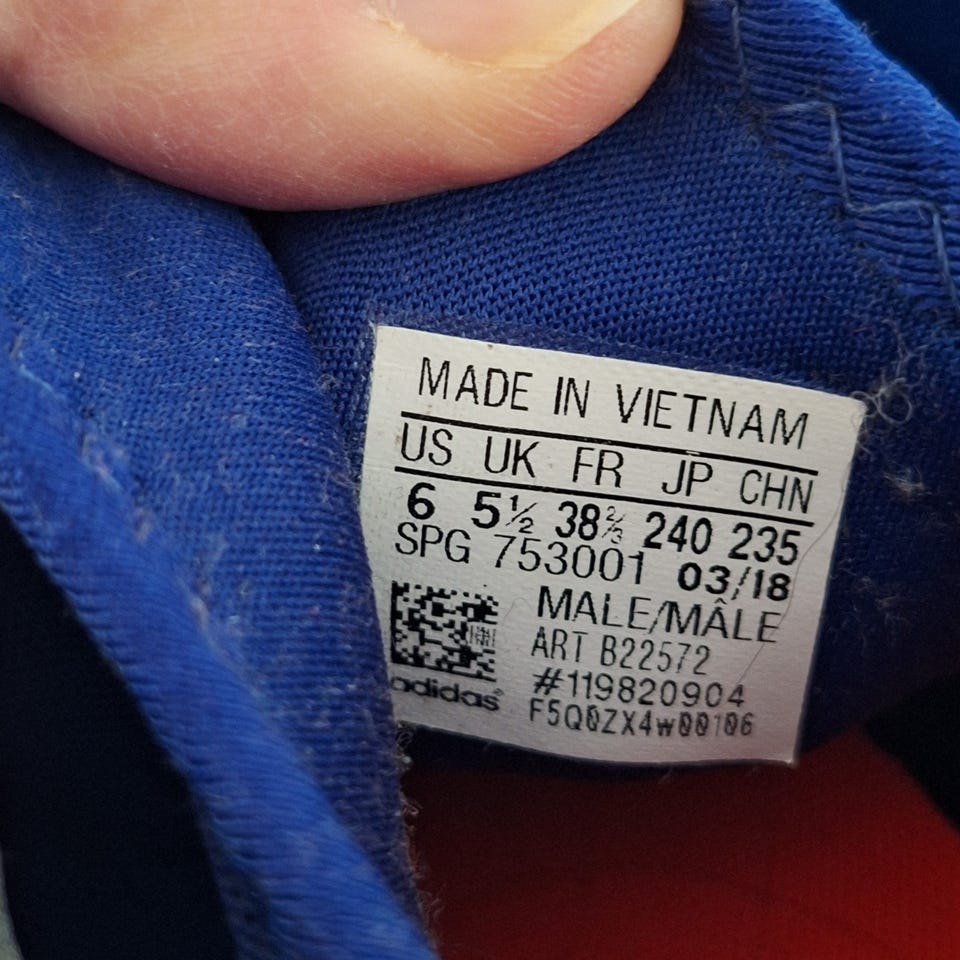 MADE IN VIETNAM
US UK FR JP CHN
6 5½ 38⅔ 240 235
SPG 753001 03/18
MALE/MÂLE
ART B22572
#119820904
F5Q0ZX4w00106
adidas